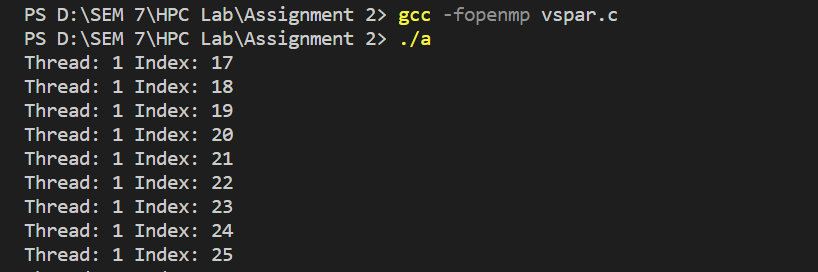 PS D:\SEM 7\HPC Lab\Assignment 2> gcc -fopenmp vspar.c
PS D:\SEM 7\HPC Lab\Assignment 2> ./a
Thread: 1 Index: 17
Thread: 1 Index: 18
Thread: 1 Index: 19
Thread: 1 Index: 20
Thread: 1 Index: 21
Thread: 1 Index: 22
Thread: 1 Index: 23
Thread: 1 Index: 24
Thread: 1 Index: 25